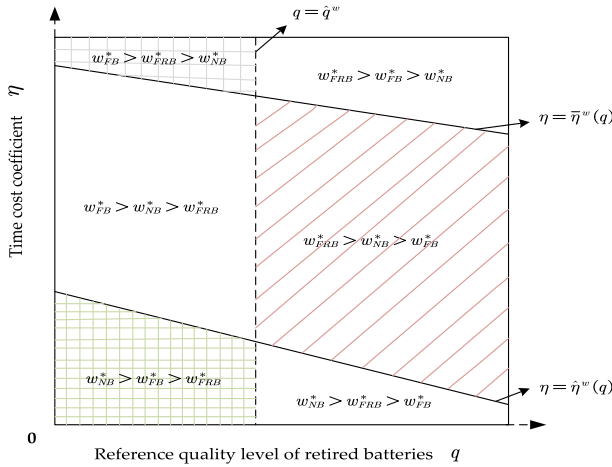 q = q̂^w
w*_FB > w*_FRB > w*_NB
w*_FRB > w*_FB > w*_NB
η = η̄^w(q)
Time cost coefficient η
w*_FB > w*_NB > w*_FRB
w*_FRB > w*_NB > w*_FB
w*_NB > w*_FB > w*_FRB
w*_NB > w*_FRB > w*_FB
η = η̂^w(q)
0
Reference quality level of retired batteries q